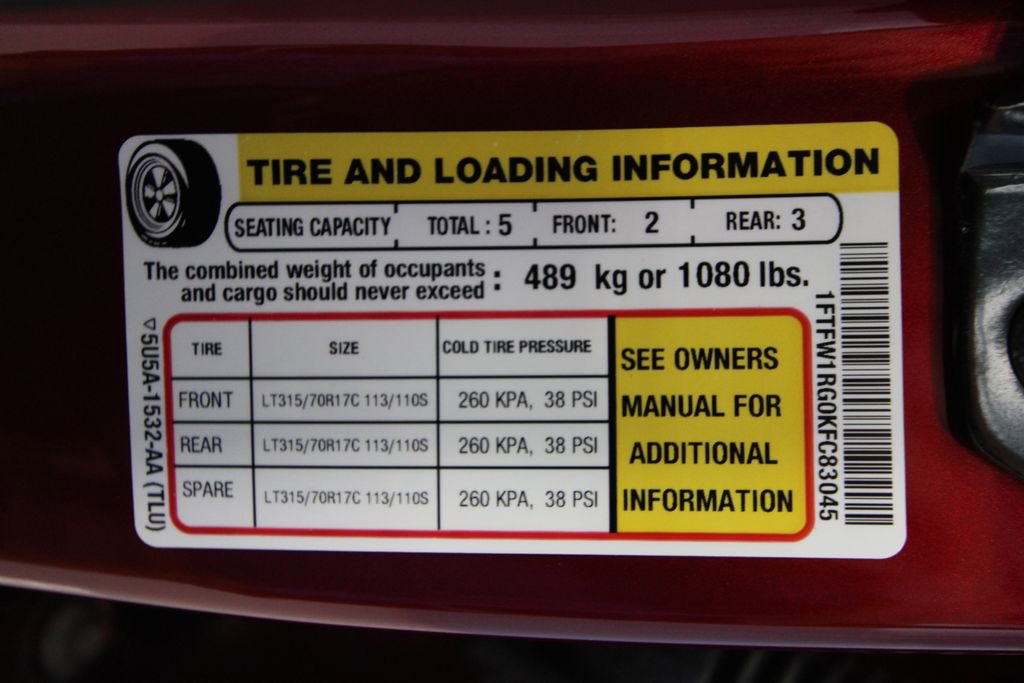 TIRE AND LOADING INFORMATION
SEATING CAPACITY TOTAL : 5 FRONT: 2 REAR: 3
The combined weight of occupants
and cargo should never exceed : 489 kg or 1080 lbs.
TIRE SIZE COLD TIRE PRESSURE
FRONT LT315/70R17C 113/110S 260 KPA, 38 PSI
REAR LT315/70R17C 113/110S 260 KPA, 38 PSI
SPARE LT315/70R17C 113/110S 260 KPA, 38 PSI
SEE OWNERS
MANUAL FOR
ADDITIONAL
INFORMATION
▽5U5A-1532-AA (TLU)
1FTFW1RG0KFC83045